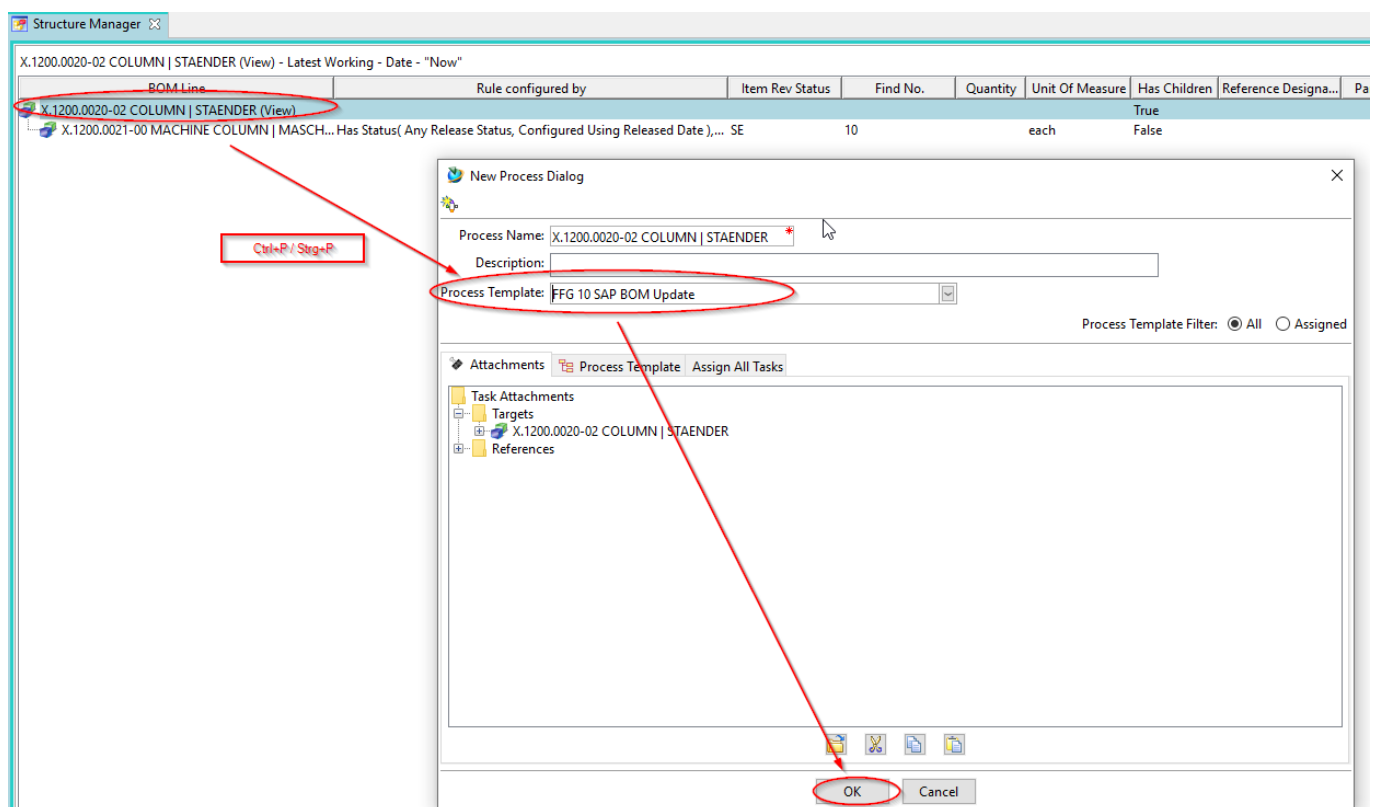 Structure Manager
X.1200.0020-02 COLUMN | STAENDER (View) - Latest Working - Date - "Now"
BOM Line Rule configured by Item Rev Status Find No. Quantity Unit Of Measure Has Children Reference Designa... Pa
X.1200.0020-02 COLUMN | STAENDER (View) True
X.1200.0021-00 MACHINE COLUMN | MASCH... Has Status( Any Release Status, Configured Using Released Date ),... SE 10 each False
New Process Dialog
Process Name: X.1200.0020-02 COLUMN | STAENDER *
Ctrl+P / Strg+P
Description:
Process Template: FFG 10 SAP BOM Update
Process Template Filter: All Assigned
Attachments Process Template Assign All Tasks
Task Attachments
Targets
X.1200.0020-02 COLUMN | STAENDER
References
OK Cancel